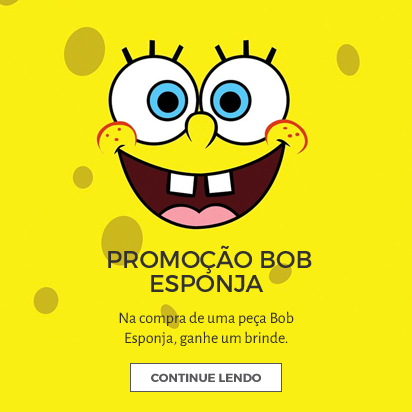 PROMOÇÃO BOB
ESPONJA
Na compra de uma peça Bob
Esponja, ganhe um brinde.
CONTINUE LENDO